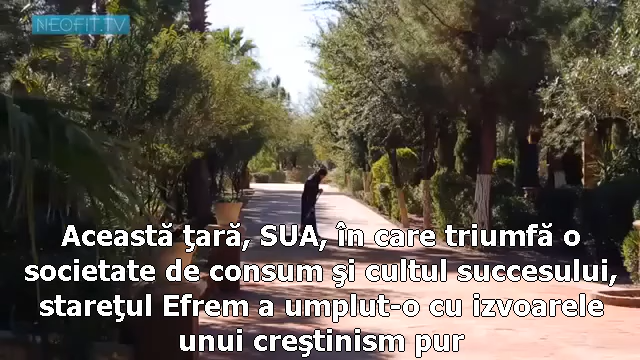 NEOFIT.TV
Această ţară, SUA, în care triumfă o
societate de consum şi cultul succesului,
stareţul Efrem a umplut-o cu izvoarele
unui creştinism pur